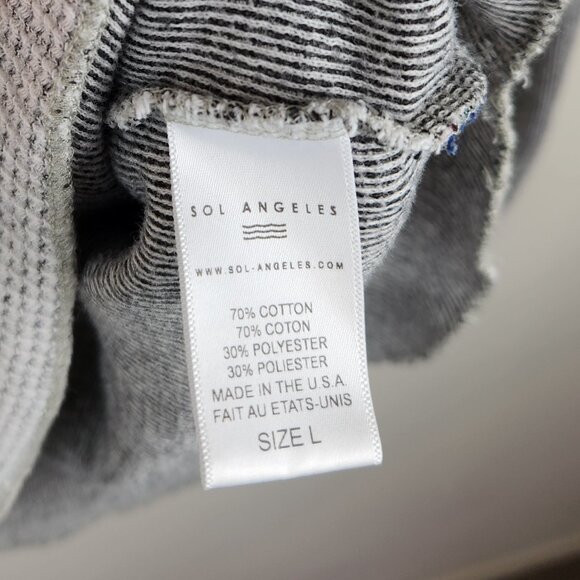 SOL ANGELES
WWW.SOL-ANGELES.COM
70% COTTON
70% COTON
30% POLYESTER
30% POLIESTER
MADE IN THE U.S.A.
FAIT AU ETATS-UNIS
SIZE L